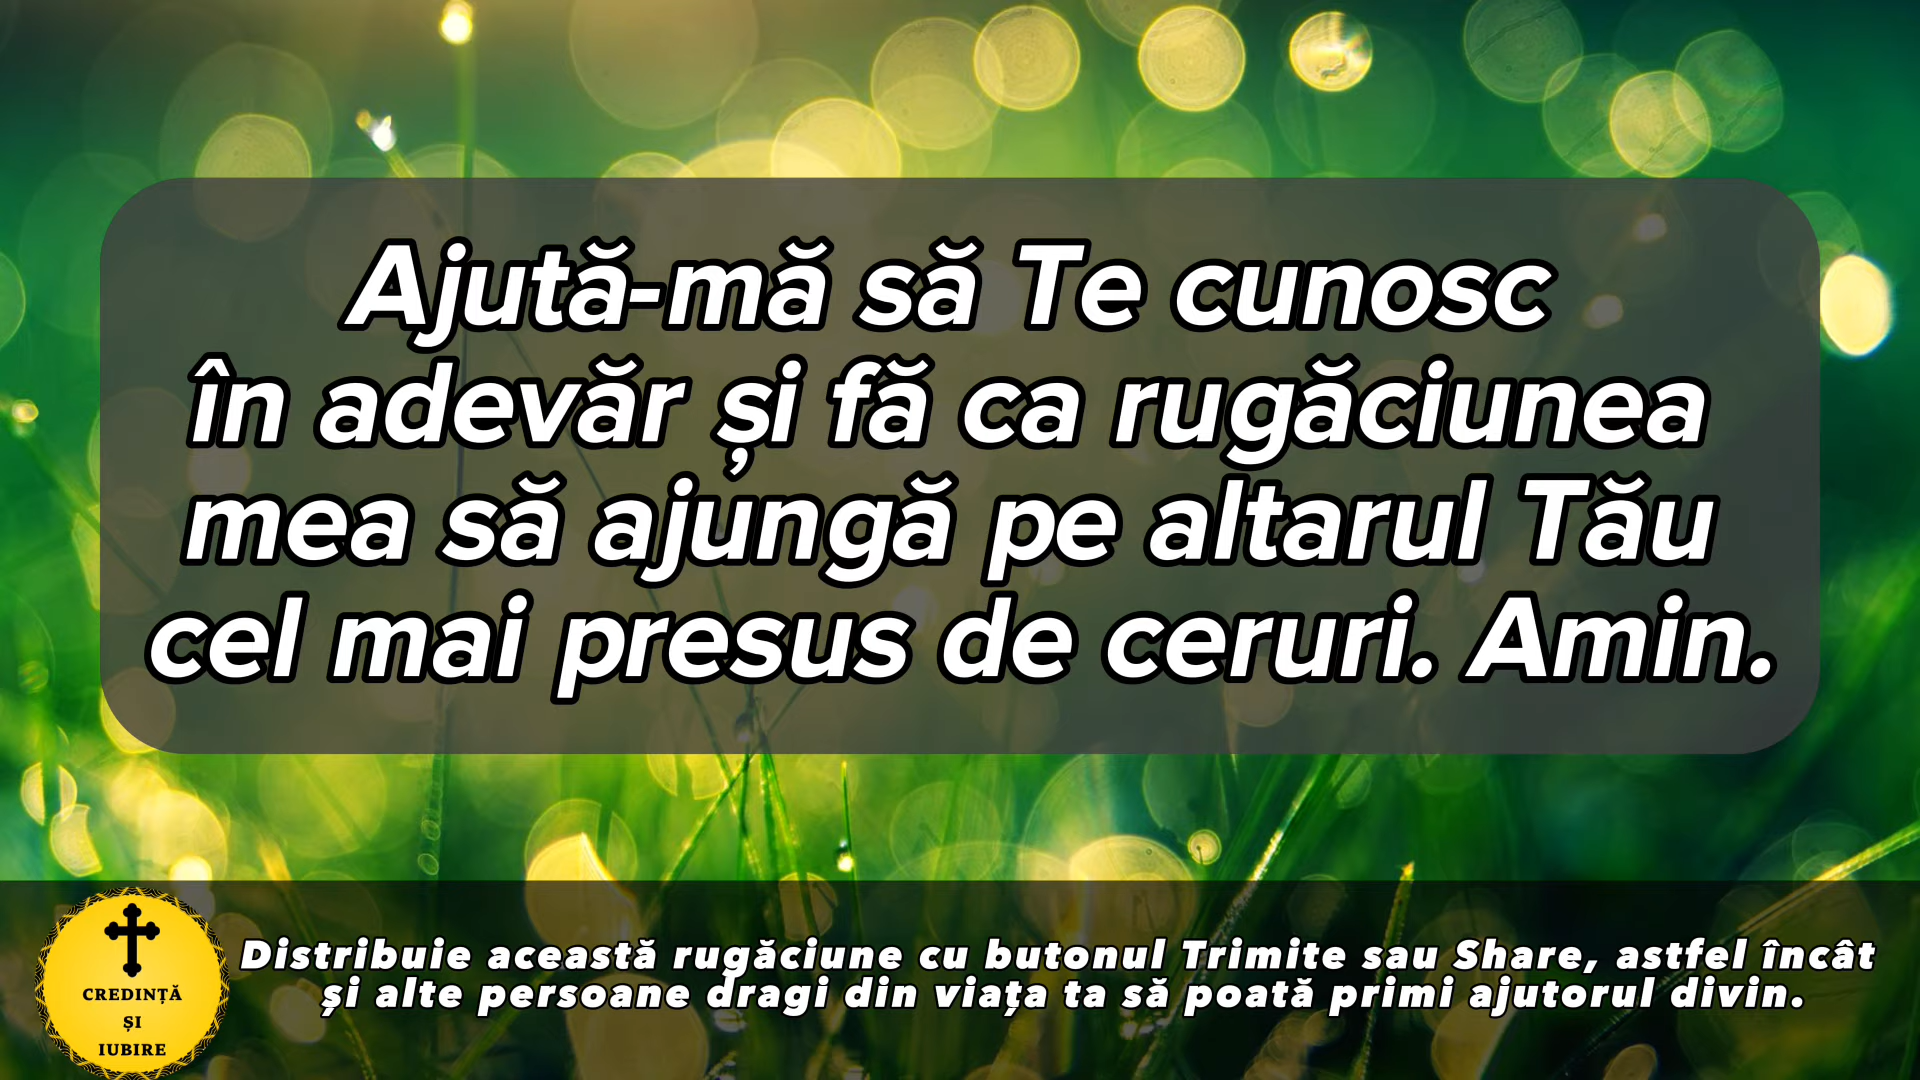 Ajută-mă să Te cunosc
în adevăr și fă ca rugăciunea
mea să ajungă pe altarul Tău
cel mai presus de ceruri. Amin.
CREDINȚĂ
ȘI
IUBIRE
Distribuie această rugăciune cu butonul Trimite sau Share, astfel încât
și alte persoane dragi din viața ta să poată primi ajutorul divin.